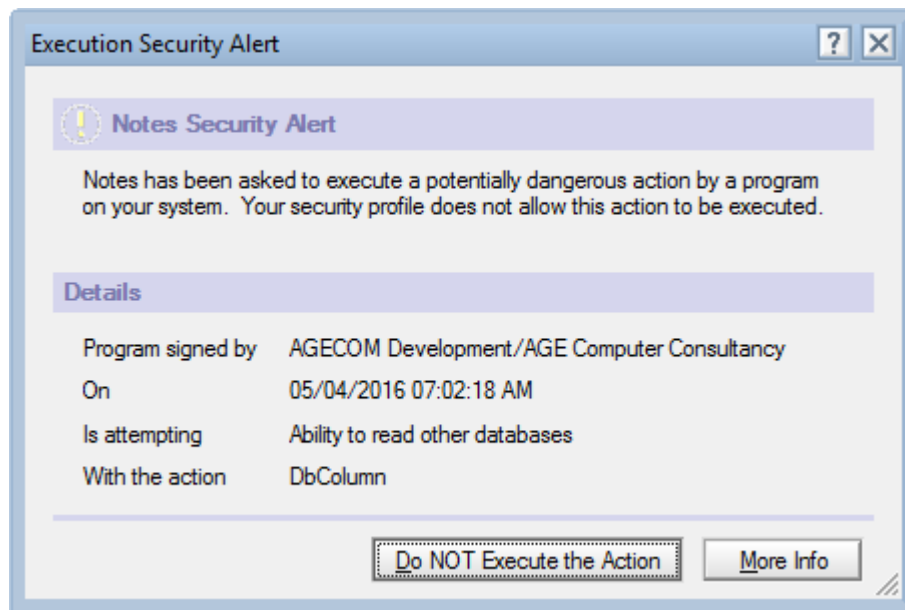 Execution Security Alert
Notes Security Alert
Notes has been asked to execute a potentially dangerous action by a program
on your system.  Your security profile does not allow this action to be executed.
Details
Program signed by AGECOM Development/AGE Computer Consultancy
On 05/04/2016 07:02:18 AM
Is attempting Ability to read other databases
With the action DbColumn
Do NOT Execute the Action More Info